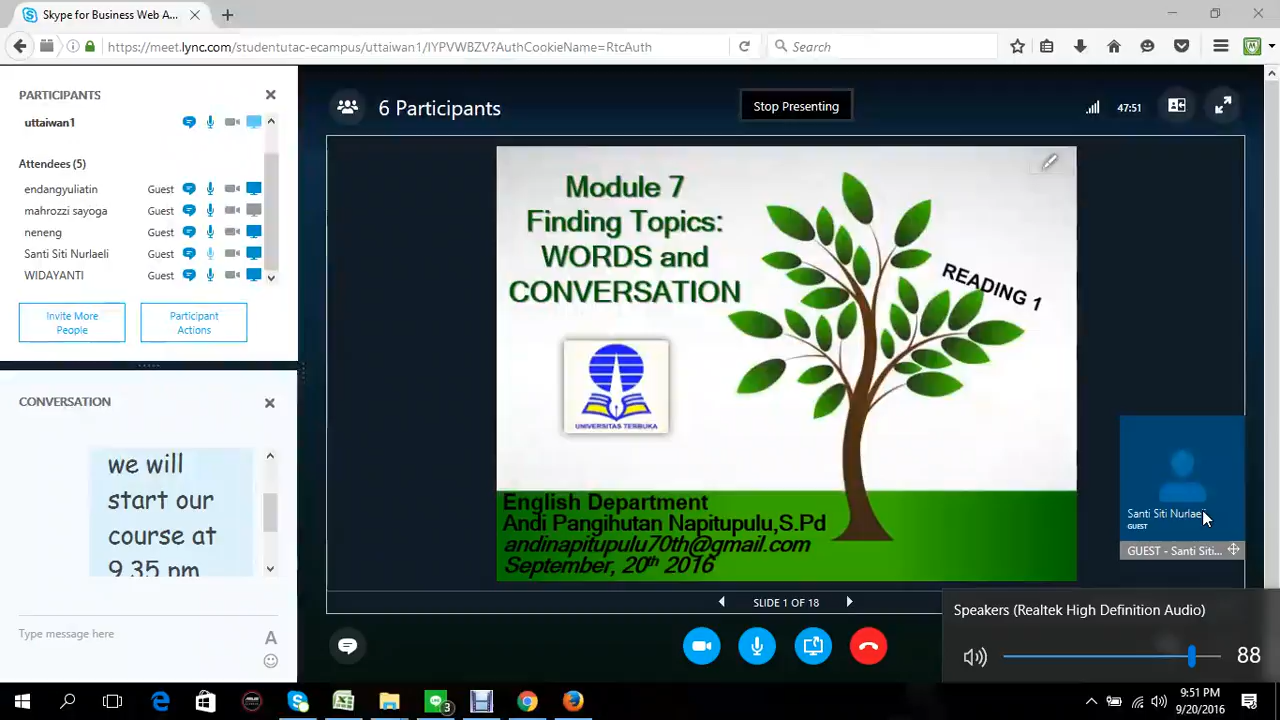 Skype for Business Web A...
https://meet.lync.com/studentutac-ecampus/uttaiwan1/IYPVWBZV?AuthCookieName=RtcAuth
Search
PARTICIPANTS
uttaiwan1
Attendees (5)
endangyuliatin Guest
mahrozzi sayoga Guest
neneng Guest
Santi Siti Nurlaeli Guest
WIDAYANTI Guest
Invite More
People
Participant
Actions
CONVERSATION
we will
start our
course at
9.35 pm
Type message here
A
6 Participants
Stop Presenting
47:51
Module 7
Finding Topics:
WORDS and
CONVERSATION
READING 1
UNIVERSITAS TERBUKA
English Department
Andi Pangihutan Napitupulu,S.Pd
andinapitupulu70th@gmail.com
September, 20th 2016
Santi Siti Nurlaeli
GUEST
GUEST - Santi Siti...
SLIDE 1 OF 18
Speakers (Realtek High Definition Audio)
88
3
9:51 PM
9/20/2016